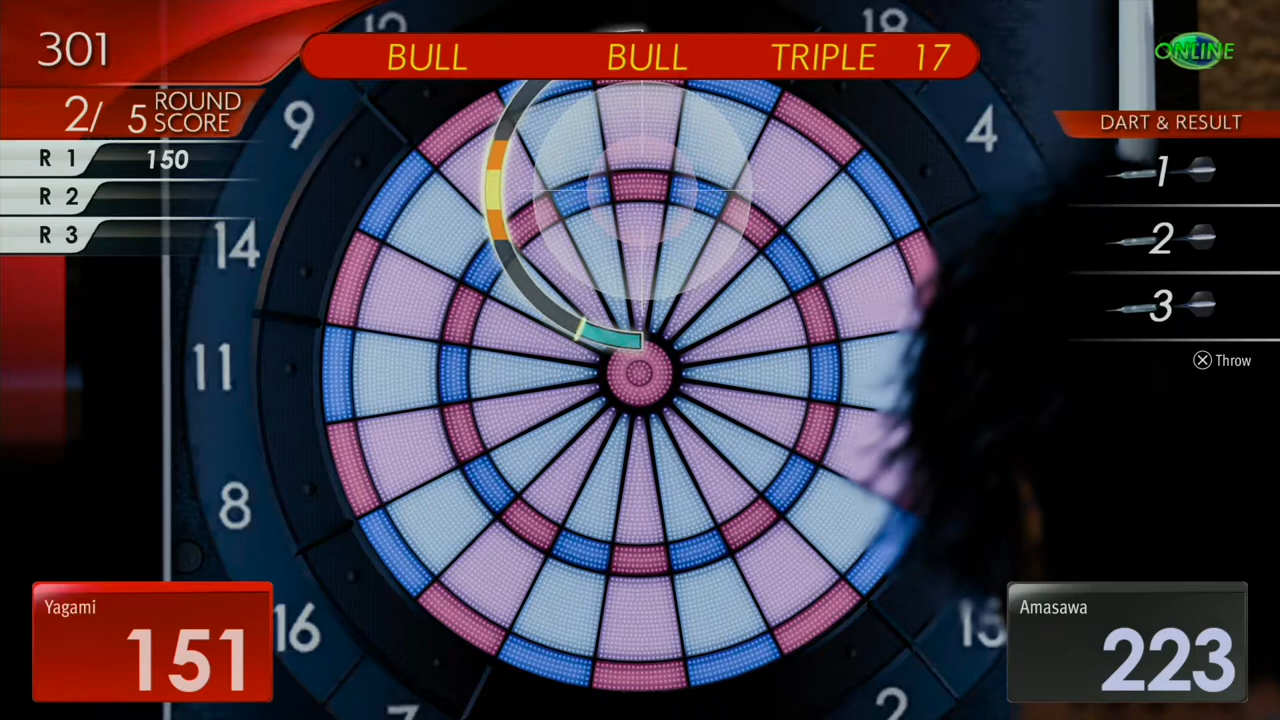 301
BULL BULL TRIPLE 17
ONLINE
2/ 5 ROUND SCORE
R 1 150
R 2
R 3
DART & RESULT
1
2
3
Throw
12
18
9
4
14
11
8
16
15
7
2
Yagami
151
Amasawa
223